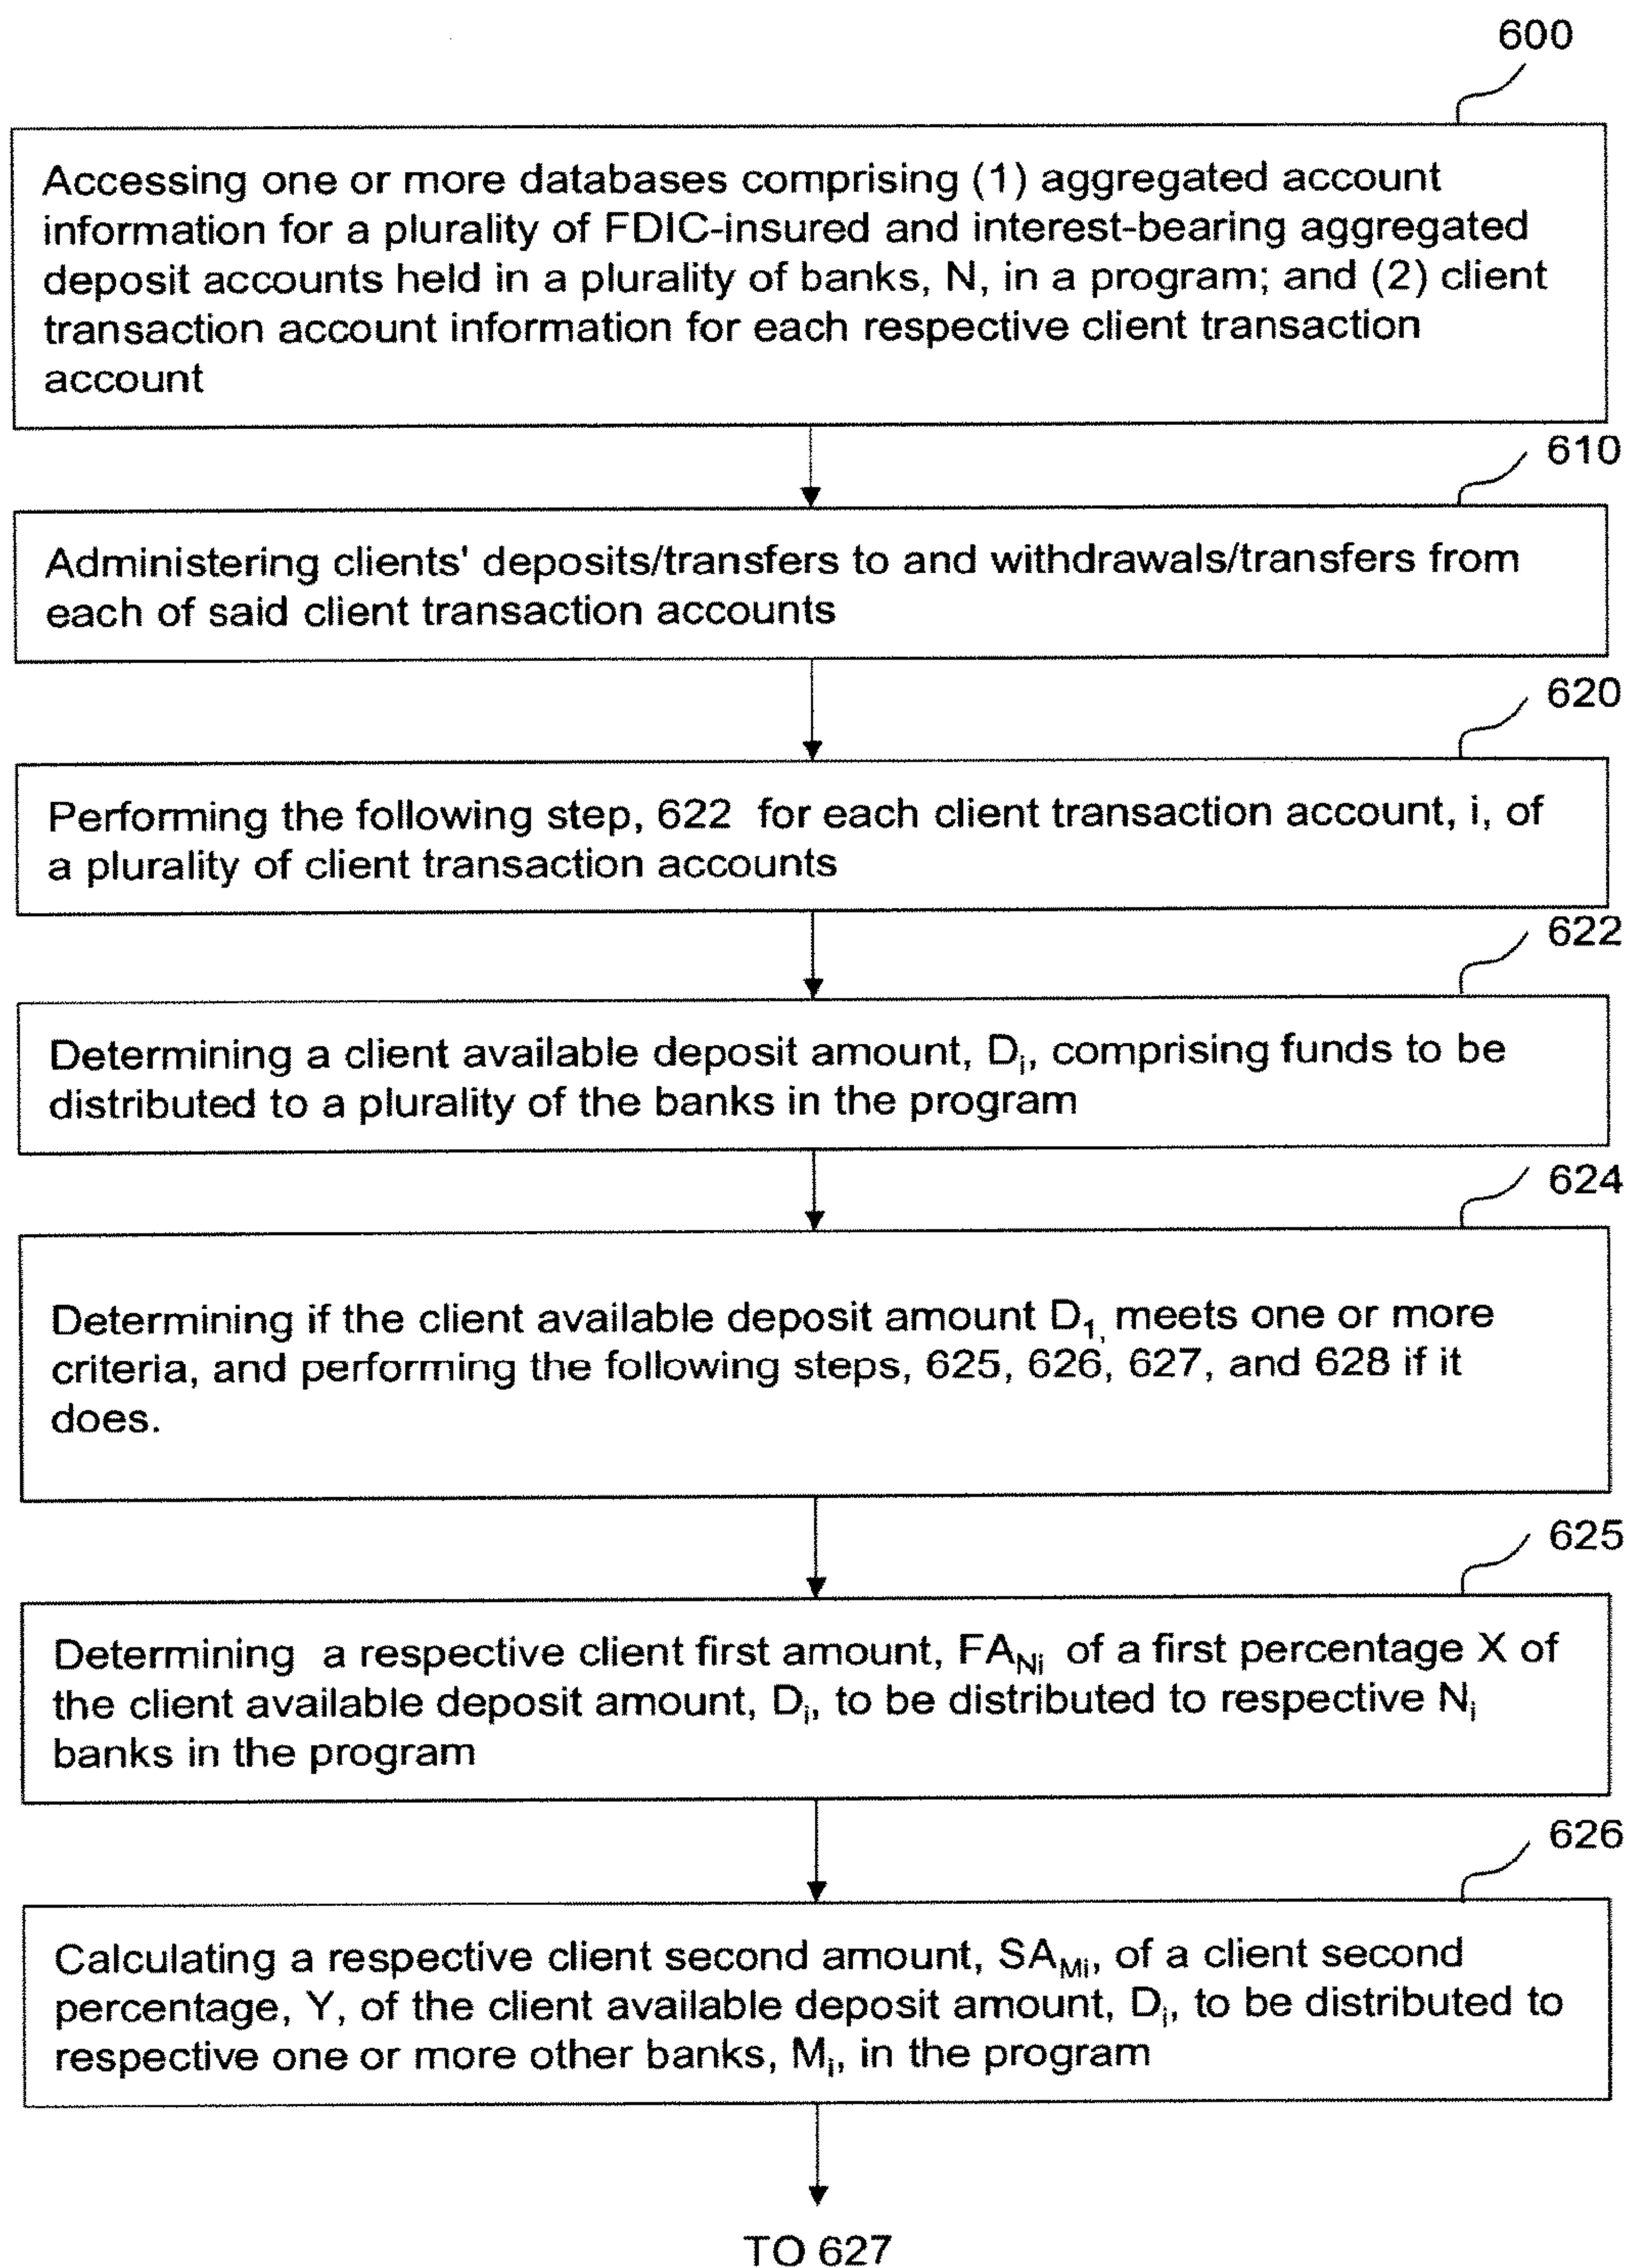 600
Accessing one or more databases comprising (1) aggregated account
information for a plurality of FDIC-insured and interest-bearing aggregated
deposit accounts held in a plurality of banks, N, in a program; and (2) client
transaction account information for each respective client transaction
account
610
Administering clients' deposits/transfers to and withdrawals/transfers from
each of said client transaction accounts
620
Performing the following step, 622 for each client transaction account, i, of
a plurality of client transaction accounts
622
Determining a client available deposit amount, Di, comprising funds to be
distributed to a plurality of the banks in the program
624
Determining if the client available deposit amount D1, meets one or more
criteria, and performing the following steps, 625, 626, 627, and 628 if it
does.
625
Determining a respective client first amount, FANi of a first percentage X of
the client available deposit amount, Di, to be distributed to respective Ni
banks in the program
626
Calculating a respective client second amount, SAMi, of a client second
percentage, Y, of the client available deposit amount, Di, to be distributed to
respective one or more other banks, Mi, in the program
TO 627